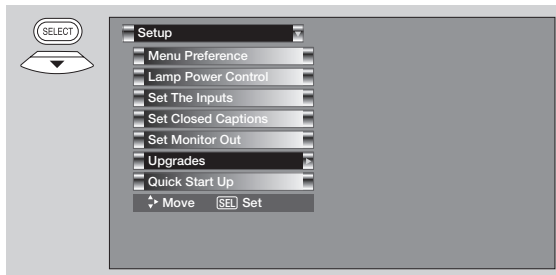 SELECT
Setup
Menu Preference
Lamp Power Control
Set The Inputs
Set Closed Captions
Set Monitor Out
Upgrades
Quick Start Up
Move SEL Set